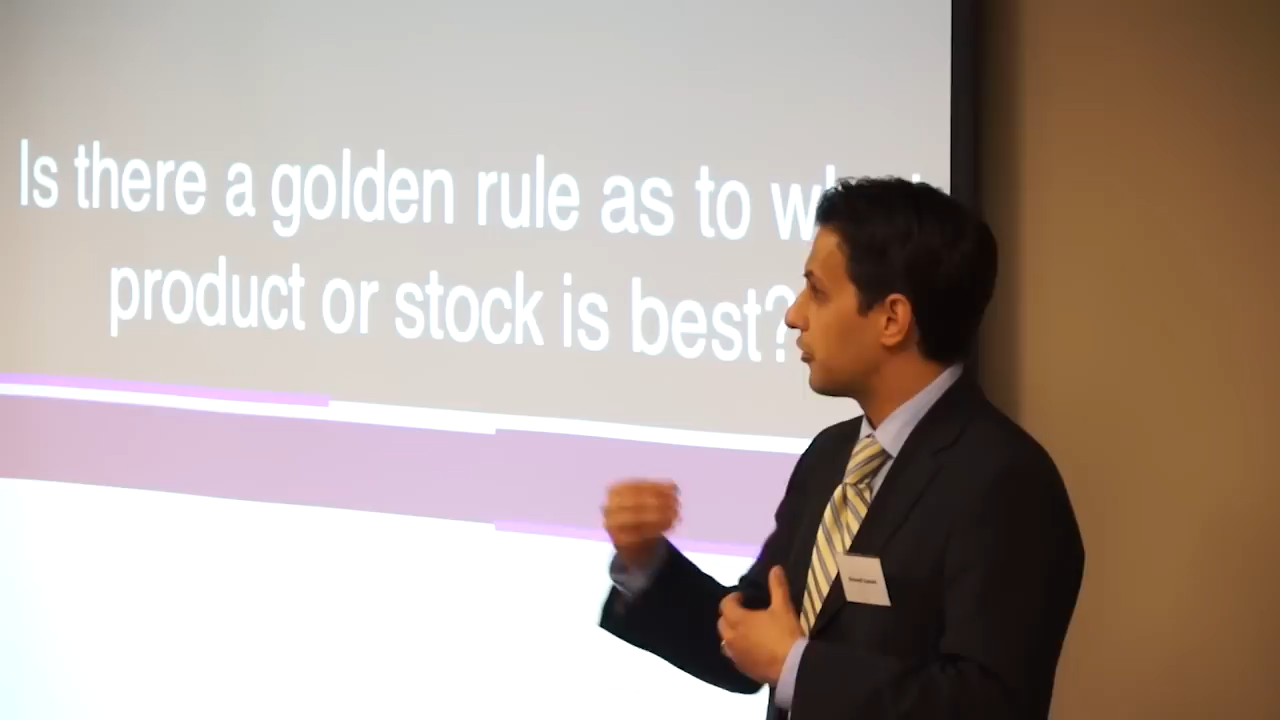 Is there a golden rule as to
product or stock is best?